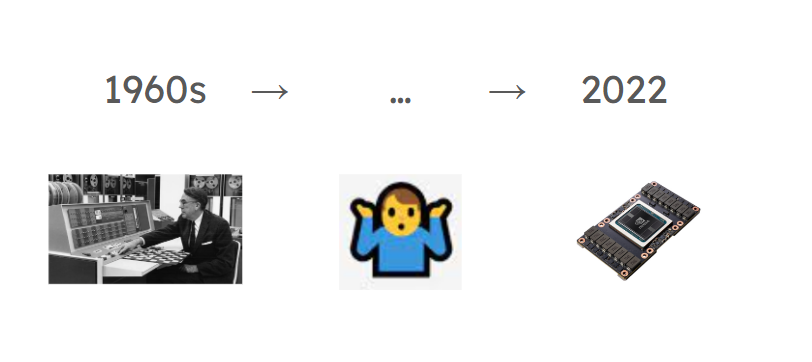 1960s → ... → 2022